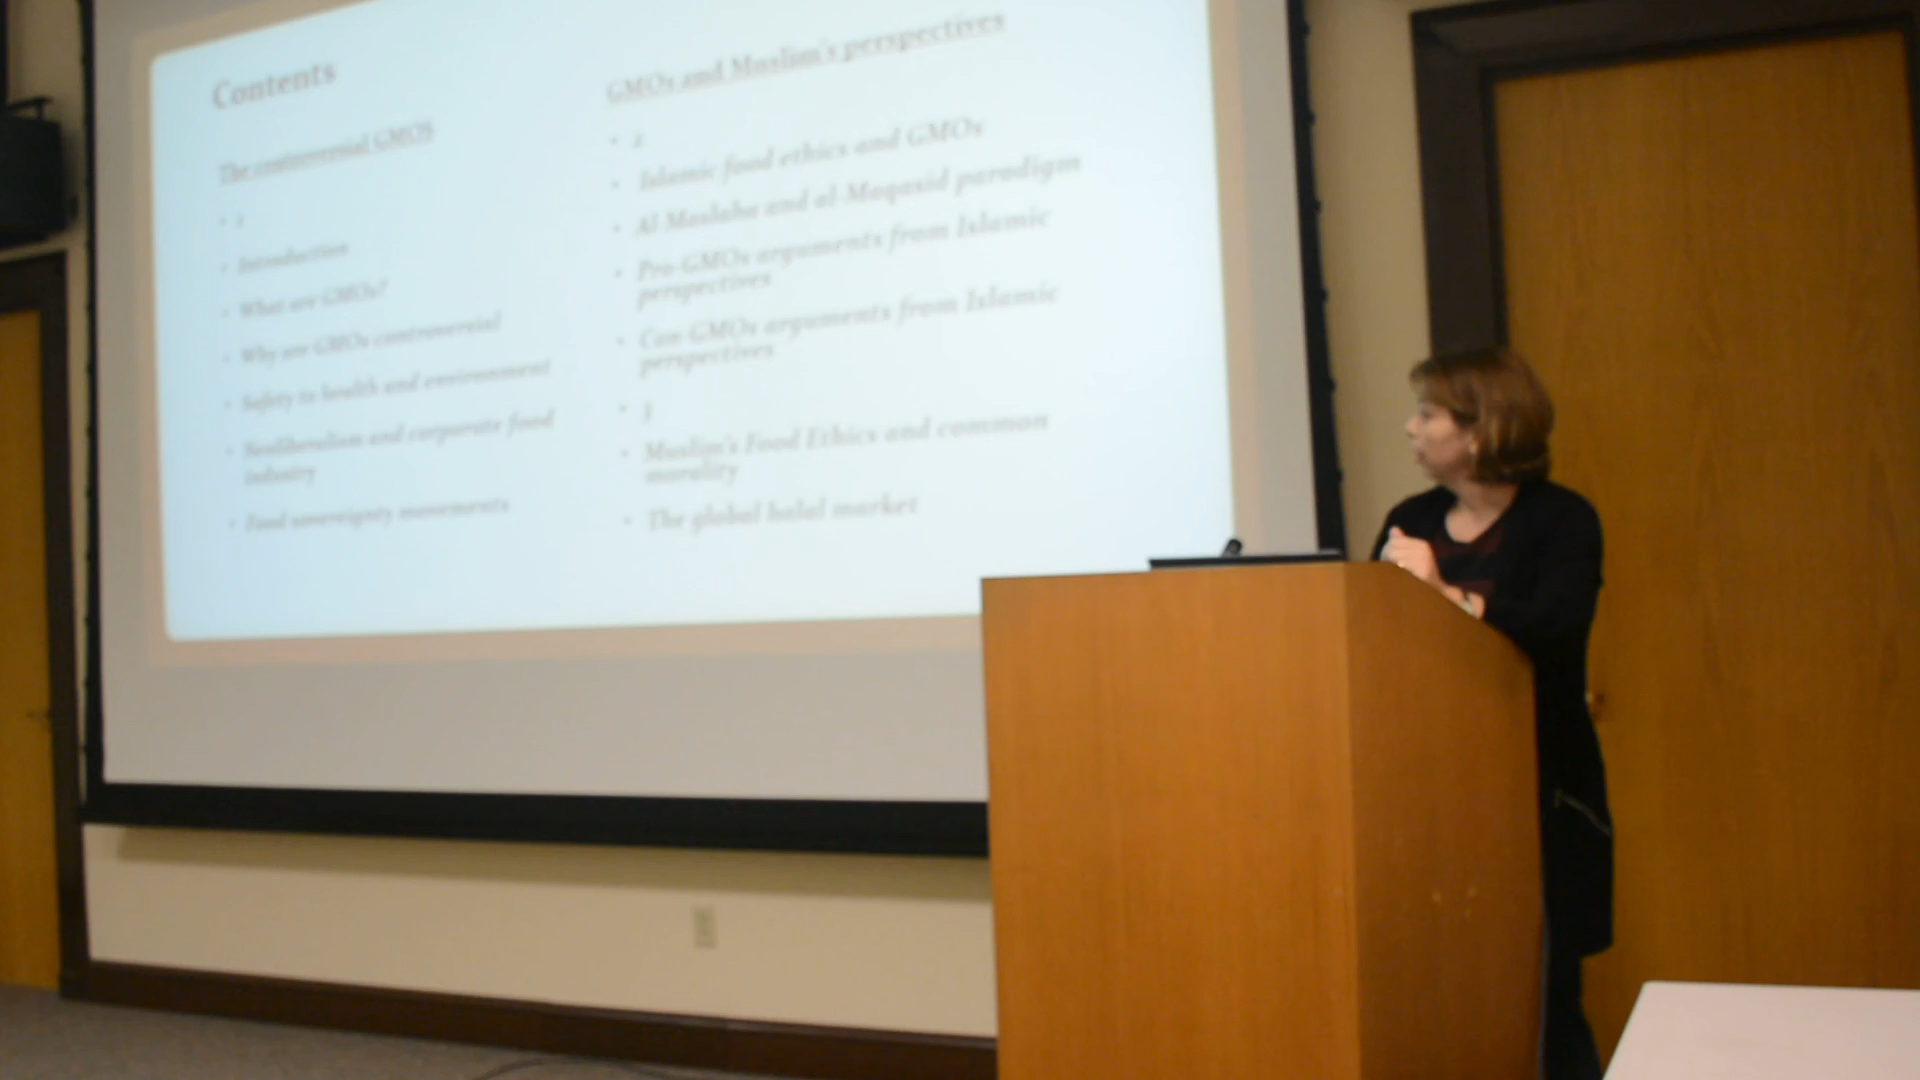 Contents
The controversial GMOS
Introduction
What are GMOs?
Why are GMOs controversial
Safety to health and environment
Neoliberalism and corporate food
industry
Food sovereignty movements
GMOs and Muslim's perspectives
2
Islamic food ethics and GMOs
Al-Maslaha and al-Maqasid paradigm
Pro-GMOs arguments from Islamic
perspectives
Con-GMOs arguments from Islamic
perspectives
3
Muslim's Food Ethics and common
morality
The global halal market